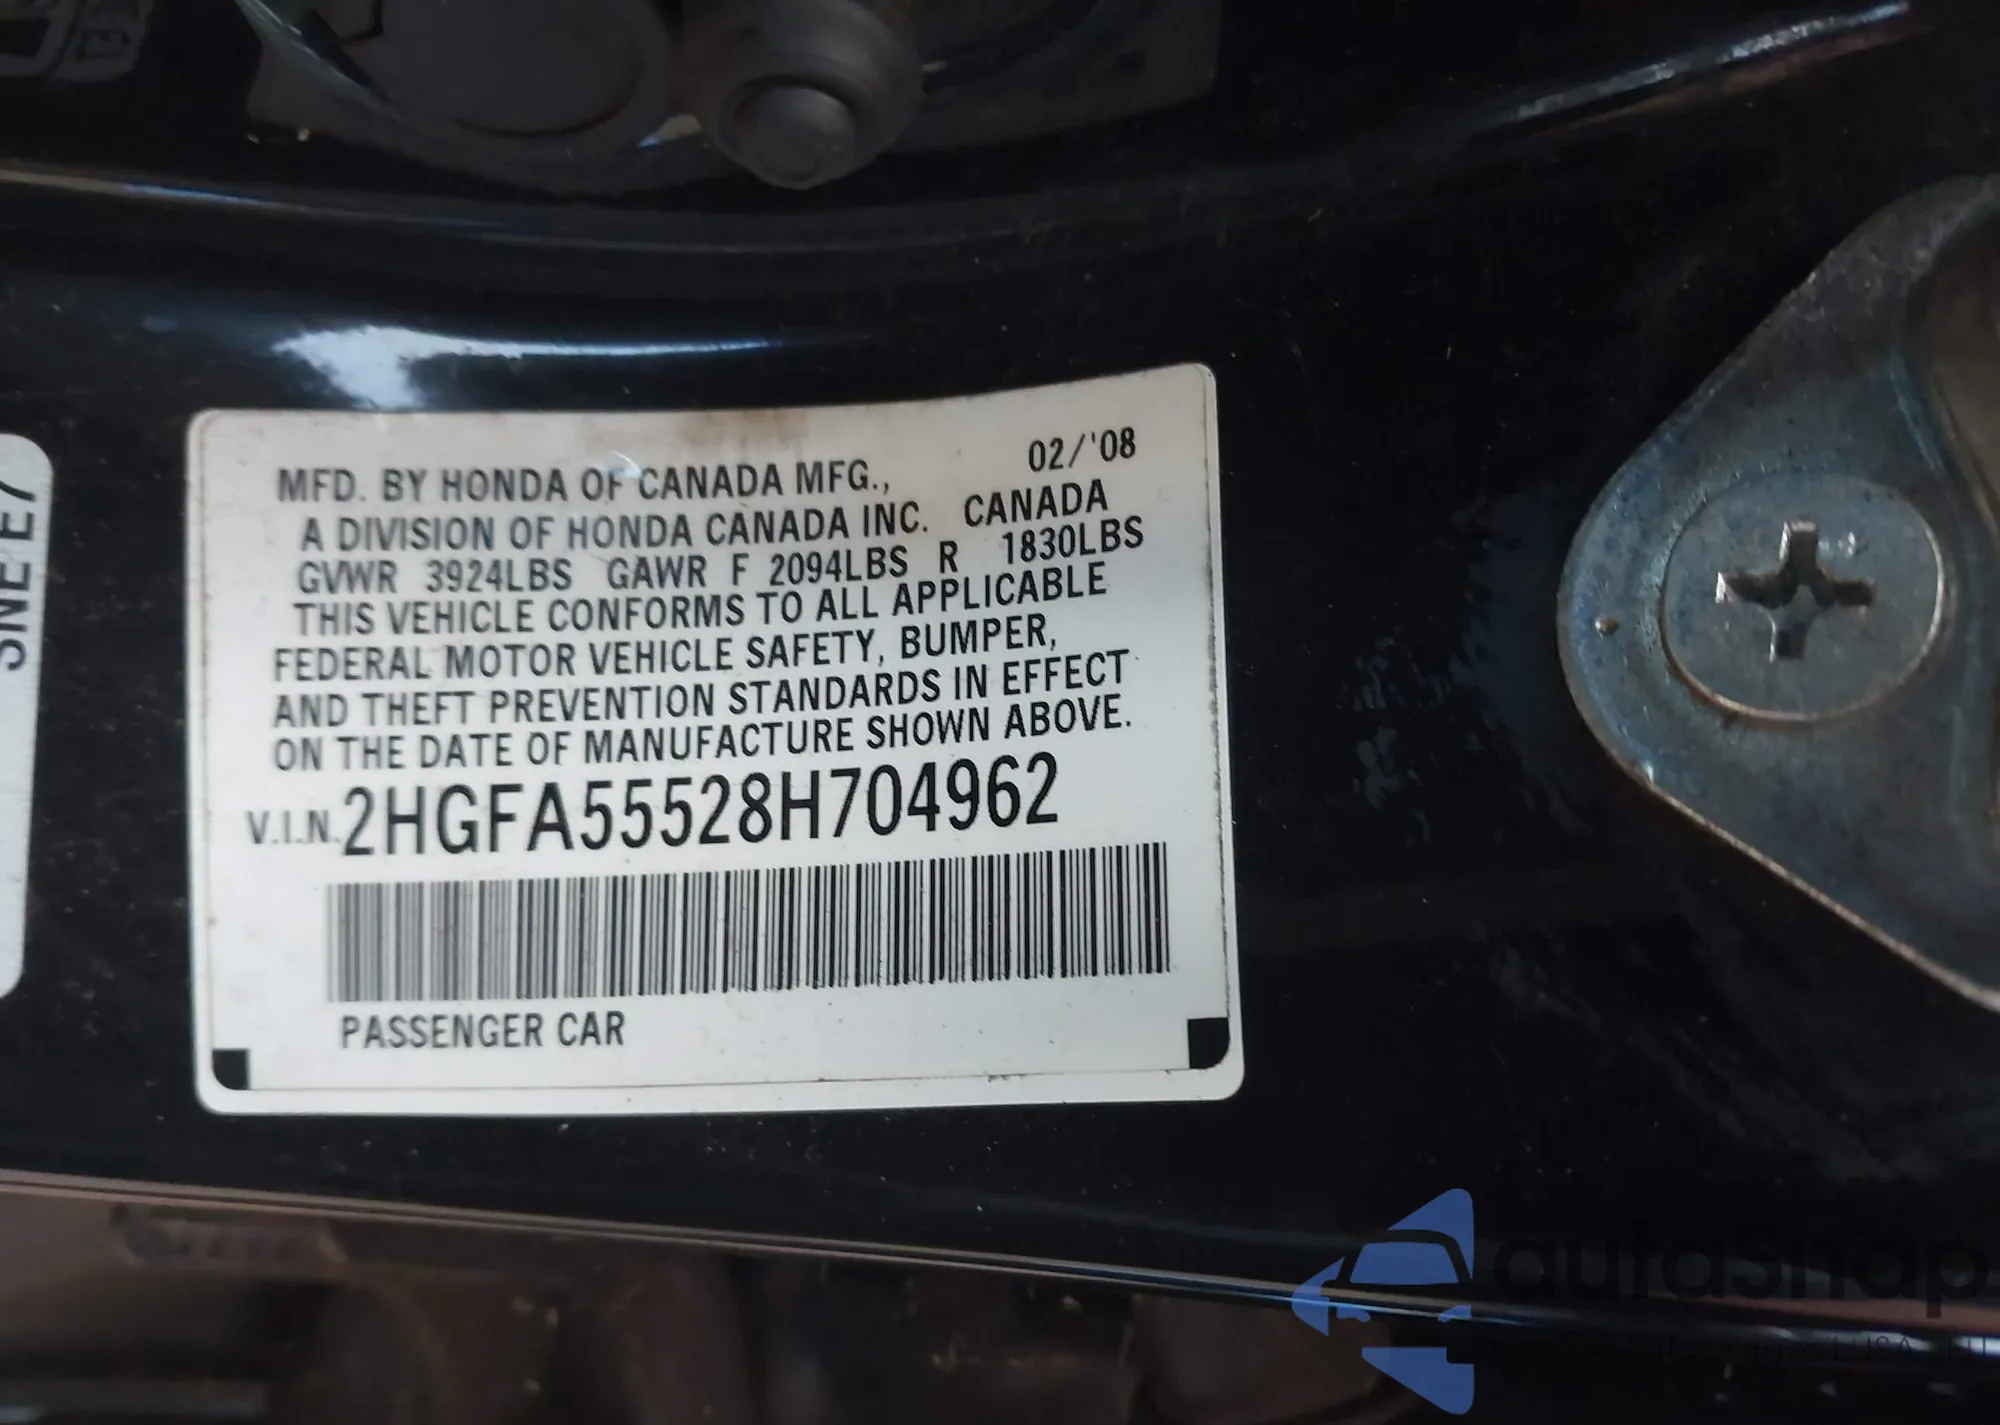 02/'08
MFD. BY HONDA OF CANADA MFG.,
A DIVISION OF HONDA CANADA INC. CANADA
GVWR 3924LBS GAWR F 2094LBS R 1830LBS
THIS VEHICLE CONFORMS TO ALL APPLICABLE
FEDERAL MOTOR VEHICLE SAFETY, BUMPER,
AND THEFT PREVENTION STANDARDS IN EFFECT
ON THE DATE OF MANUFACTURE SHOWN ABOVE.
V.I.N. 2HGFA55528H704962
PASSENGER CAR
autasnap